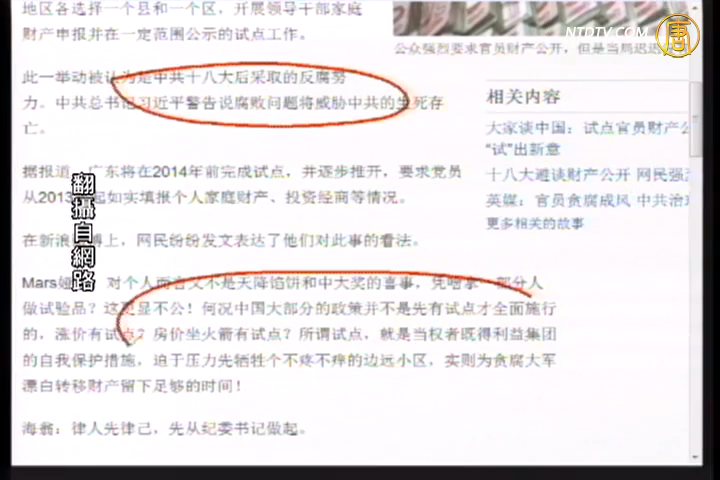 地区各选择一个县和一个区，开展领导干部家庭
财产申报并在一定范围公示的试点工作。
NTDTV.COM
唐
公众强烈要求官员财产公开，但是当局迟迟
此一举动被认为是中共十八大后采取的反腐努
力。中共总书记习近平警告说腐败问题将威胁中共的生死存
亡。
相关内容
大家谈中国：试点官员财产公
“试”出新意
十八大避谈财产公开 网民强
英媒：官员贪腐成风 中共治
更多相关的故事
据报道，广东将在2014年前完成试点，并逐步推开，要求党员
从2013 起如实填报个人家庭财产、投资经商等情况。
在新浪 博上，网民纷纷发文表达了他们对此事的看法。
翻攝自網路
Mars 对个人而言又不是天降馅饼和中大奖的喜事，凭啥拿一部分人
做试验品？这更显不公！何况中国大部分的政策并不是先有试点才全面施行
的，涨价有试点？房价坐火箭有试点？所谓试点，就是当权者既得利益集团
的自我保护措施，迫于压力先牺牲个不疼不痒的边远小区，实则为贪腐大军
漂白转移财产留下足够的时间！
海翁：律人先律己，先从纪委书记做起。